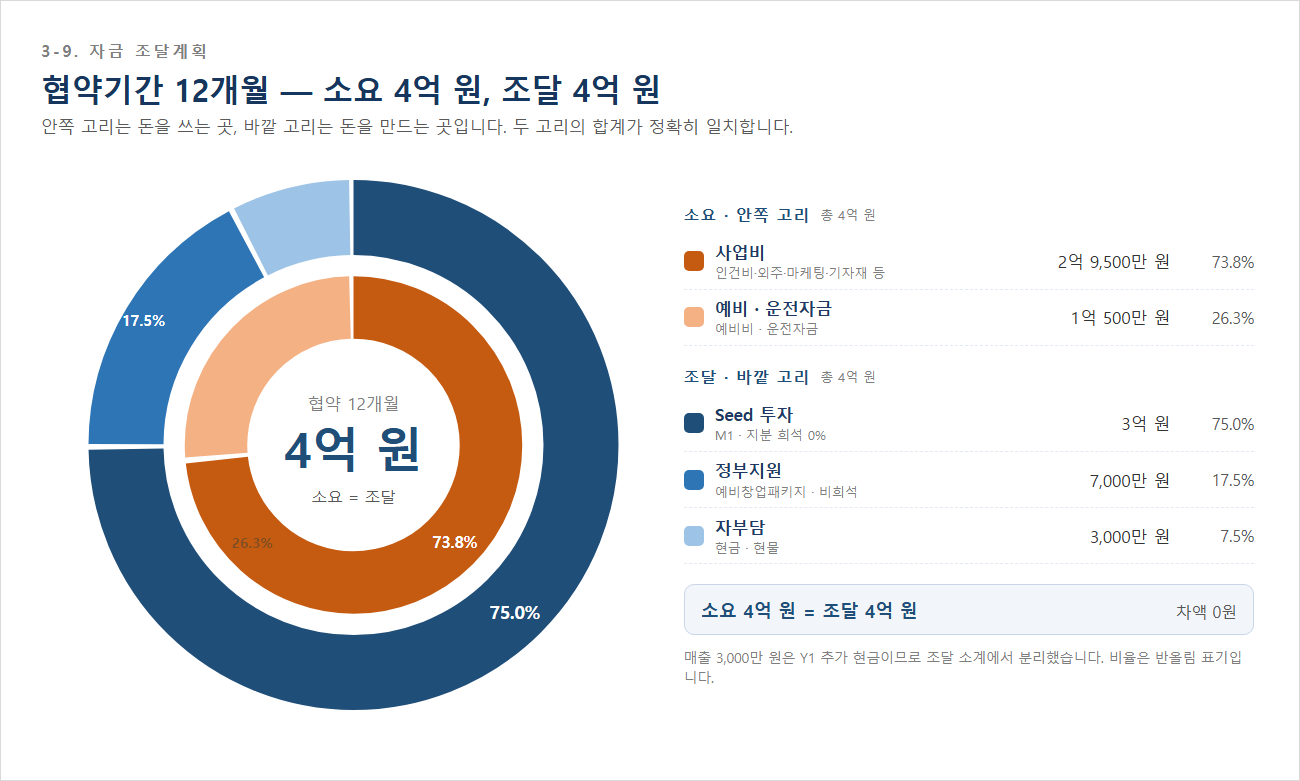 3-9. 자금 조달계획
협약기간 12개월 — 소요 4억 원, 조달 4억 원
안쪽 고리는 돈을 쓰는 곳, 바깥 고리는 돈을 만드는 곳입니다. 두 고리의 합계가 정확히 일치합니다.
17.5%
협약 12개월
4억 원
소요 = 조달
26.3%
73.8%
75.0%
소요 · 안쪽 고리 총 4억 원
사업비 2억 9,500만 원 73.8%
인건비·외주·마케팅·기자재 등
예비 · 운전자금 1억 500만 원 26.3%
예비비 · 운전자금
조달 · 바깥 고리 총 4억 원
Seed 투자 3억 원 75.0%
M1 · 지분 희석 0%
정부지원 7,000만 원 17.5%
예비창업패키지 · 비희석
자부담 3,000만 원 7.5%
현금 · 현물
소요 4억 원 = 조달 4억 원 차액 0원
매출 3,000만 원은 Y1 추가 현금이므로 조달 소계에서 분리했습니다. 비율은 반올림 표기입
니다.